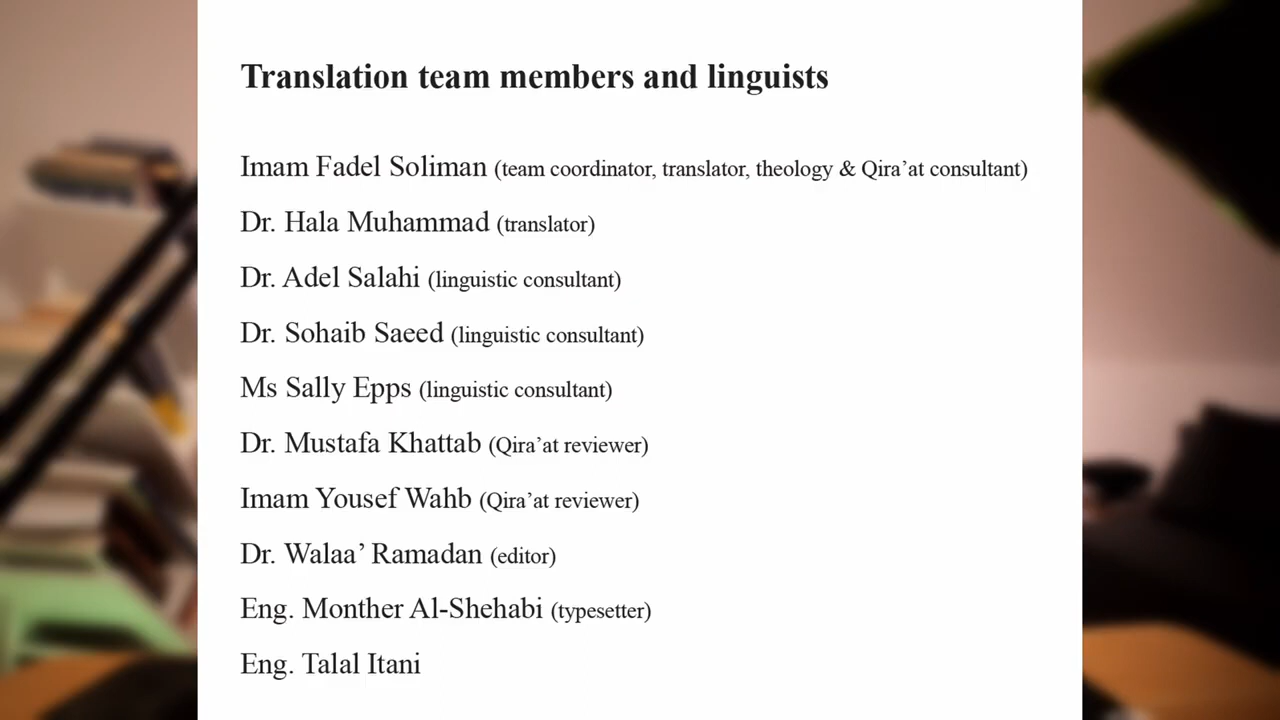 Translation team members and linguists
Imam Fadel Soliman (team coordinator, translator, theology & Qira’at consultant)
Dr. Hala Muhammad (translator)
Dr. Adel Salahi (linguistic consultant)
Dr. Sohaib Saeed (linguistic consultant)
Ms Sally Epps (linguistic consultant)
Dr. Mustafa Khattab (Qira’at reviewer)
Imam Yousef Wahb (Qira’at reviewer)
Dr. Walaa’ Ramadan (editor)
Eng. Monther Al-Shehabi (typesetter)
Eng. Talal Itani